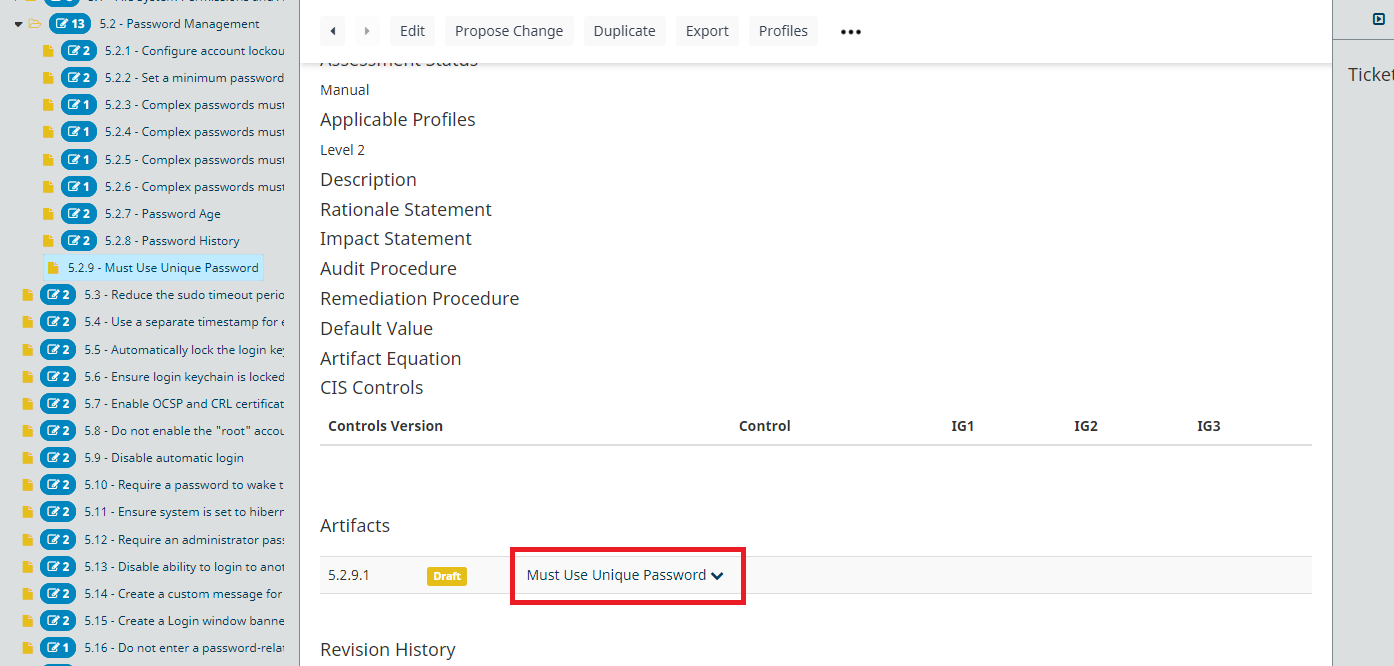 13 5.2 - Password Management
2 5.2.1 - Configure account lockou
2 5.2.2 - Set a minimum password
1 5.2.3 - Complex passwords must
1 5.2.4 - Complex passwords must
1 5.2.5 - Complex passwords must
1 5.2.6 - Complex passwords must
2 5.2.7 - Password Age
2 5.2.8 - Password History
5.2.9 - Must Use Unique Password
2 5.3 - Reduce the sudo timeout perio
2 5.4 - Use a separate timestamp for e
2 5.5 - Automatically lock the login key
2 5.6 - Ensure login keychain is locked
2 5.7 - Enable OCSP and CRL certificat
2 5.8 - Do not enable the "root" accou
2 5.9 - Disable automatic login
2 5.10 - Require a password to wake t
2 5.11 - Ensure system is set to hibern
2 5.12 - Require an administrator pass
2 5.13 - Disable ability to login to anot
2 5.14 - Create a custom message for
2 5.15 - Create a Login window banne
1 5.16 - Do not enter a password-relat
Edit Propose Change Duplicate Export Profiles
Assessment Status
Manual
Applicable Profiles
Level 2
Description
Rationale Statement
Impact Statement
Audit Procedure
Remediation Procedure
Default Value
Artifact Equation
CIS Controls
Controls Version Control IG1 IG2 IG3
Artifacts
5.2.9.1 Draft Must Use Unique Password
Revision History
Ticket